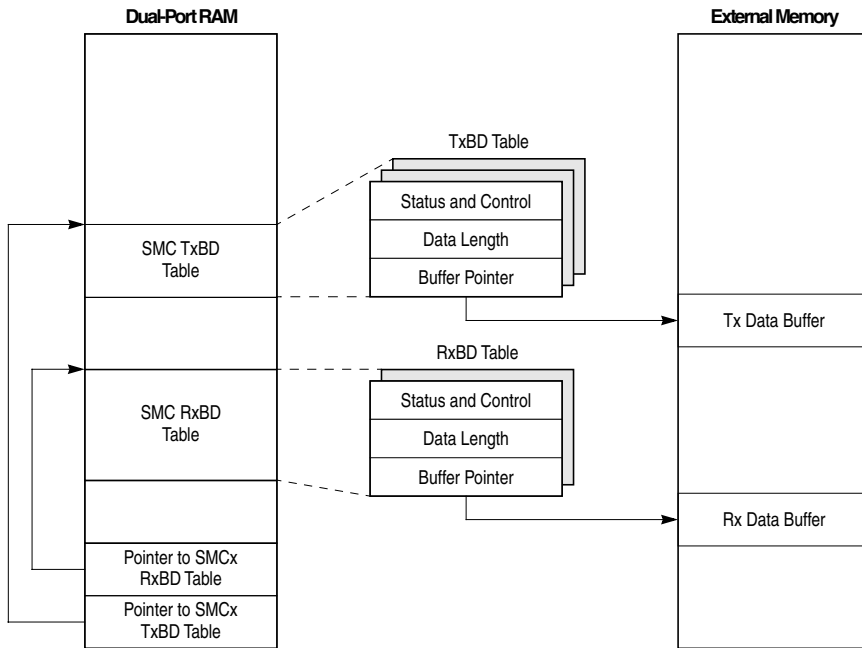 Dual-Port RAM
External Memory
TxBD Table
Status and Control
Data Length
Buffer Pointer
SMC TxBD
Table
Tx Data Buffer
RxBD Table
Status and Control
Data Length
Buffer Pointer
SMC RxBD
Table
Rx Data Buffer
Pointer to SMCx
RxBD Table
Pointer to SMCx
TxBD Table